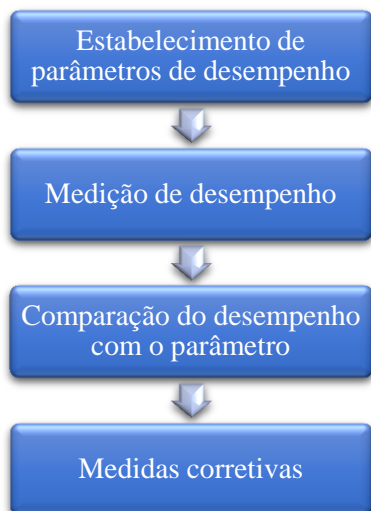 Estabelecimento de
parâmetros de desempenho
Medição de desempenho
Comparação do desempenho
com o parâmetro
Medidas corretivas